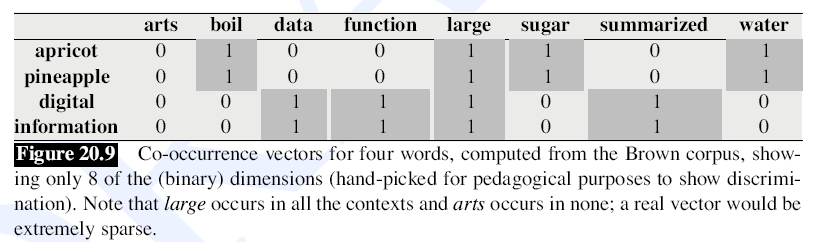 arts boil data function large sugar summarized water
apricot 0 1 0 0 1 1 0 1
pineapple 0 1 0 0 1 1 0 1
digital 0 0 1 1 1 0 1 0
information 0 0 1 1 1 0 1 0
Figure 20.9 Co-occurrence vectors for four words, computed from the Brown corpus, show-
ing only 8 of the (binary) dimensions (hand-picked for pedagogical purposes to show discrimi-
nation). Note that large occurs in all the contexts and arts occurs in none; a real vector would be
extremely sparse.